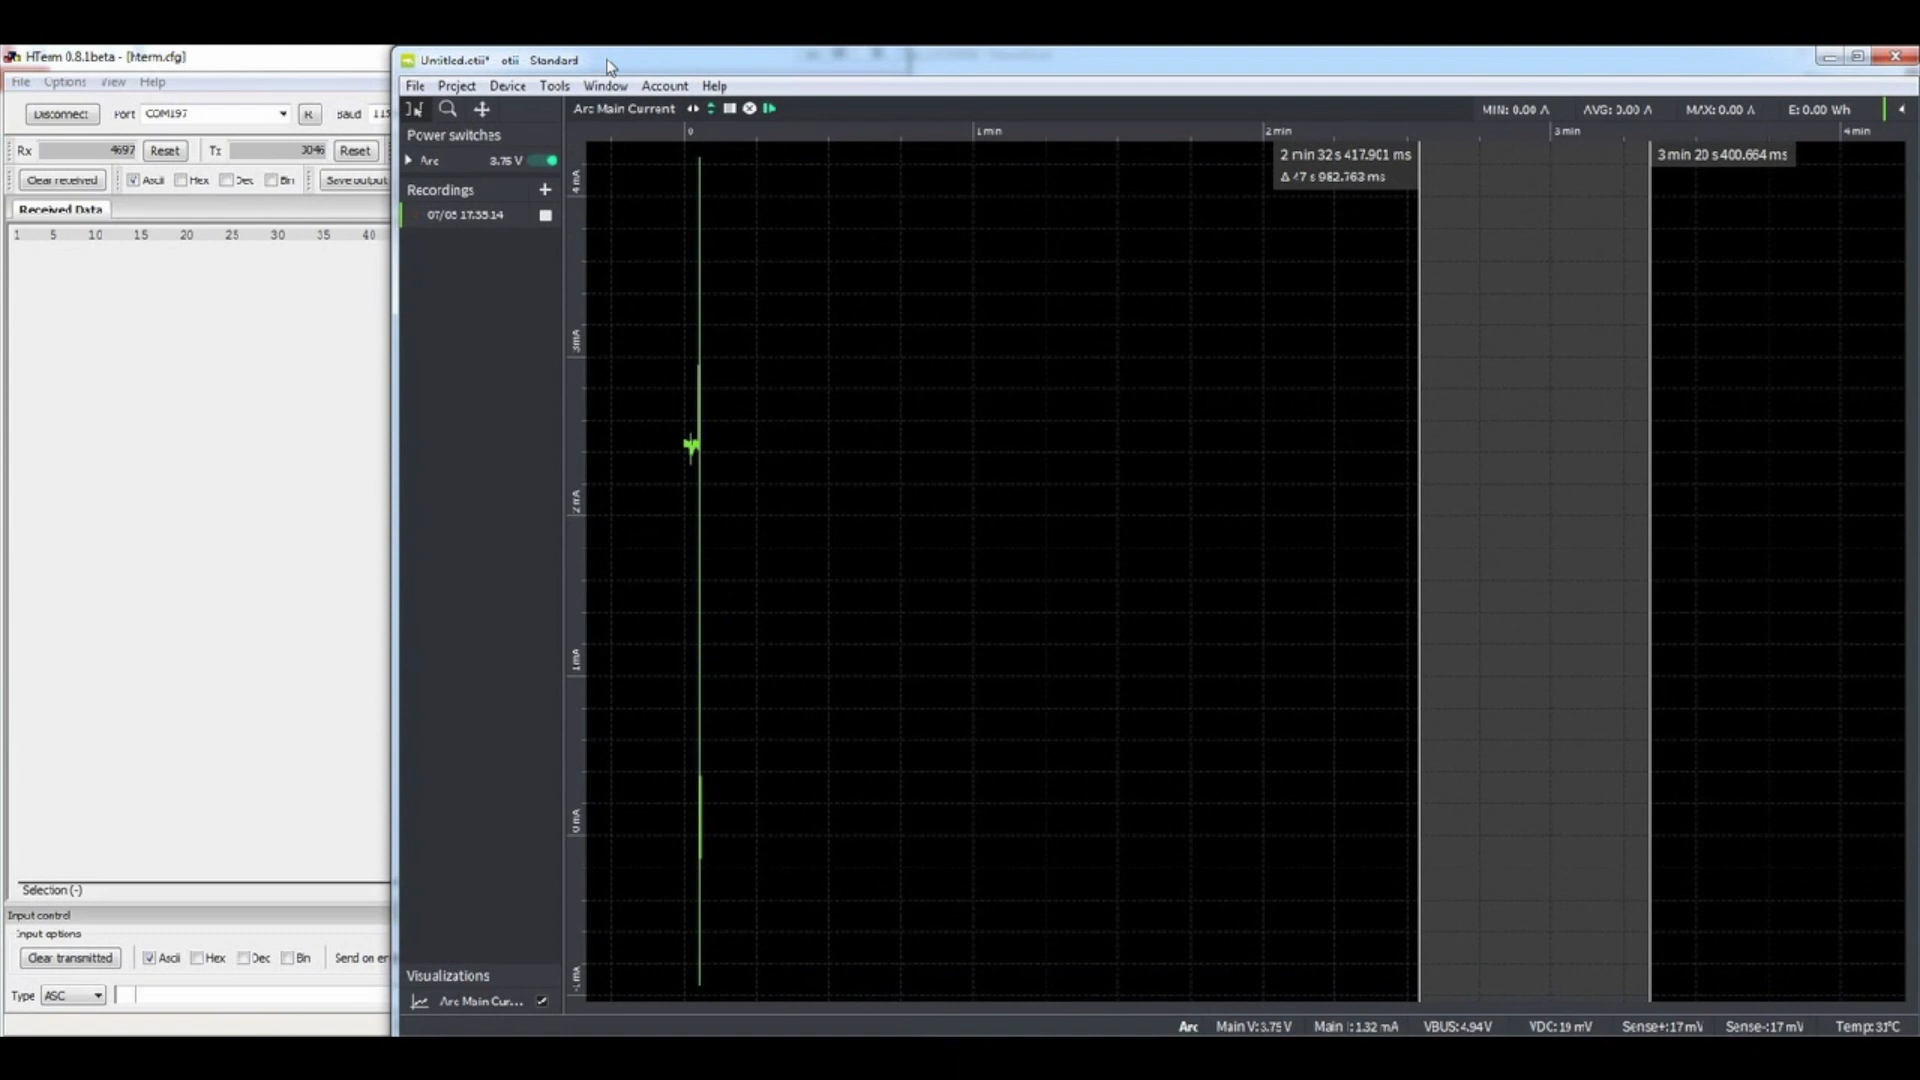 HTerm 0.8.1beta - [hterm.cfg]
File Options View Help
Disconnect Port COM197 R Baud 115
Rx 4697 Reset Tx 3046 Reset
Clear received Ascii Hex Dec Bin Save output
Received Data
1 5 10 15 20 25 30 35 40
Selection (-)
Input control
Input options
Clear transmitted Ascii Hex Dec Bin Send on en
Type ASC
Untitled.otii* otii Standard
File Project Device Tools Window Account Help
Power switches
Arc 3.75 V
Recordings +
Visualizations
Arc Main Cur...
Arc Main Current
MIN: 0.00 A AVG: 0.00 A MAX: 0.00 A E: 0.00 Wh
0 1 min 2 min 3 min 4 min
2 min 32 s 417.901 ms
Δ 47 s 982.763 ms
3 min 20 s 400.664 ms
4 mA
3 mA
2 mA
1 mA
0 mA
-1 mA
Arc Main V: 3.75 V Main I: 1.32 mA VBUS: 4.94 V VDC: 19 mV Sense+: 17 mV Sense-: 17 mV Temp: 31°C